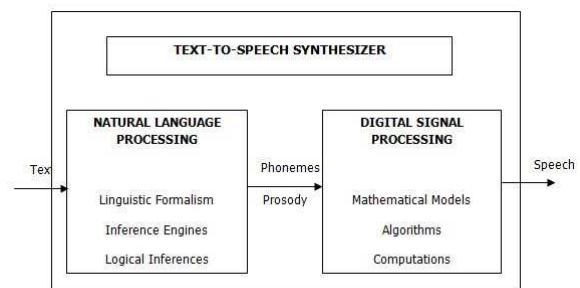 TEXT-TO-SPEECH SYNTHESIZER
Text
NATURAL LANGUAGE
PROCESSING
Linguistic Formalism
Inference Engines
Logical Inferences
Phonemes
Prosody
DIGITAL SIGNAL
PROCESSING
Mathematical Models
Algorithms
Computations
Speech